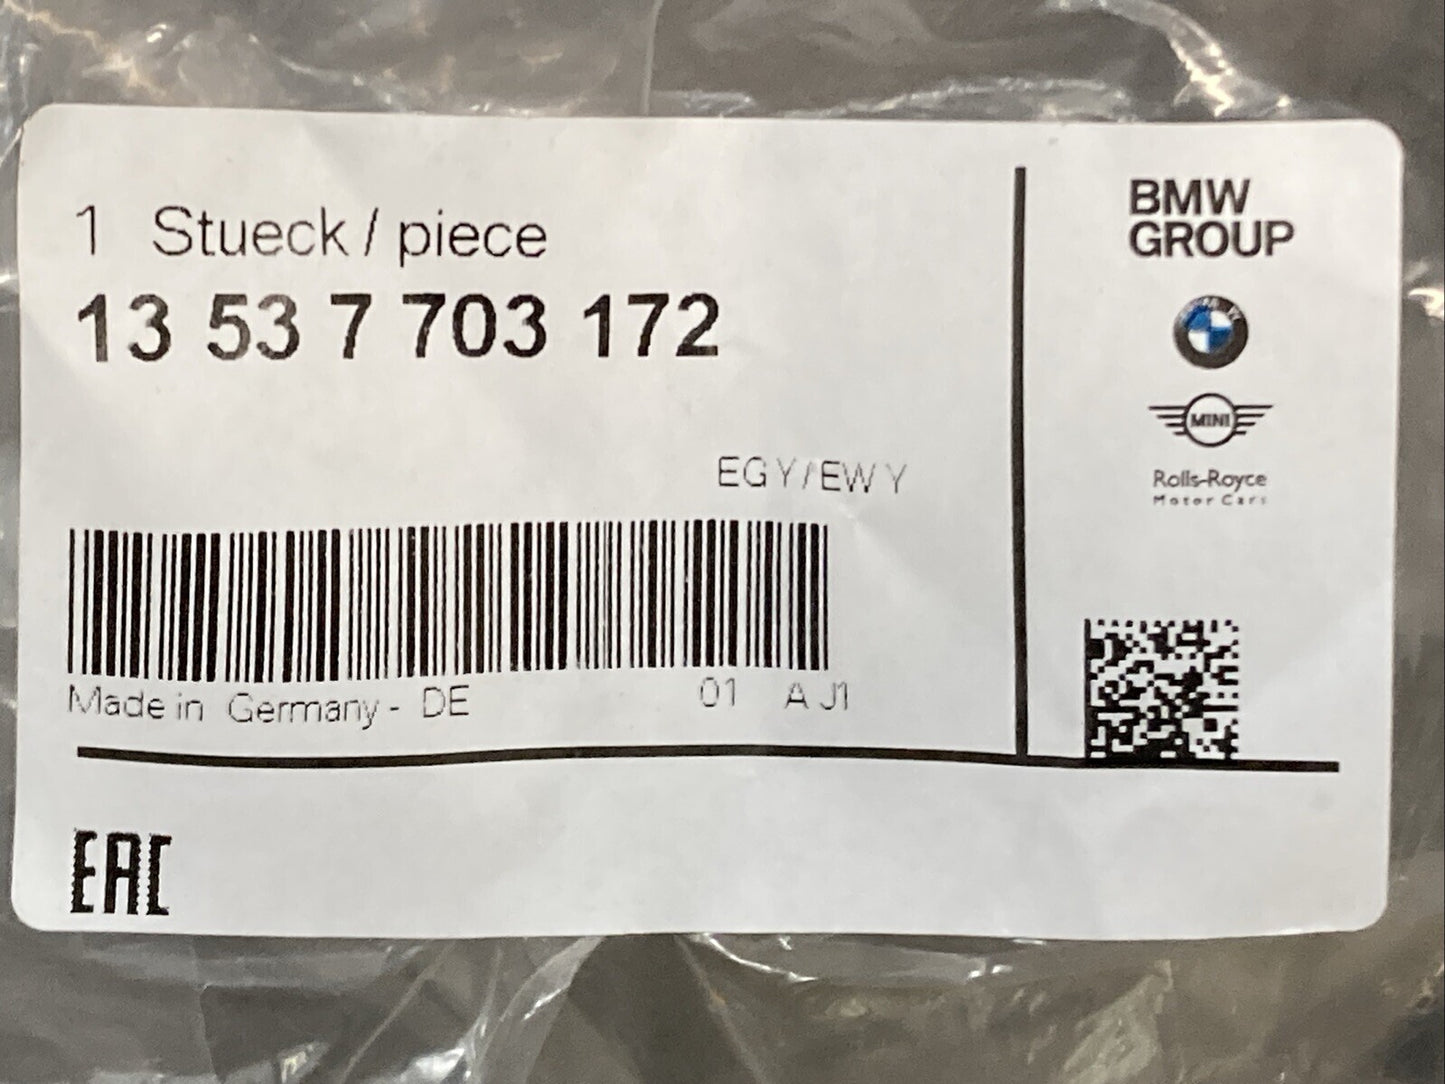 1 Stueck / piece
13 53 7 703 172
EGY/EWY
Made in Germany - DE 01 AJ1
EAC
BMW
GROUP
MINI
Rolls-Royce
Motor Cars